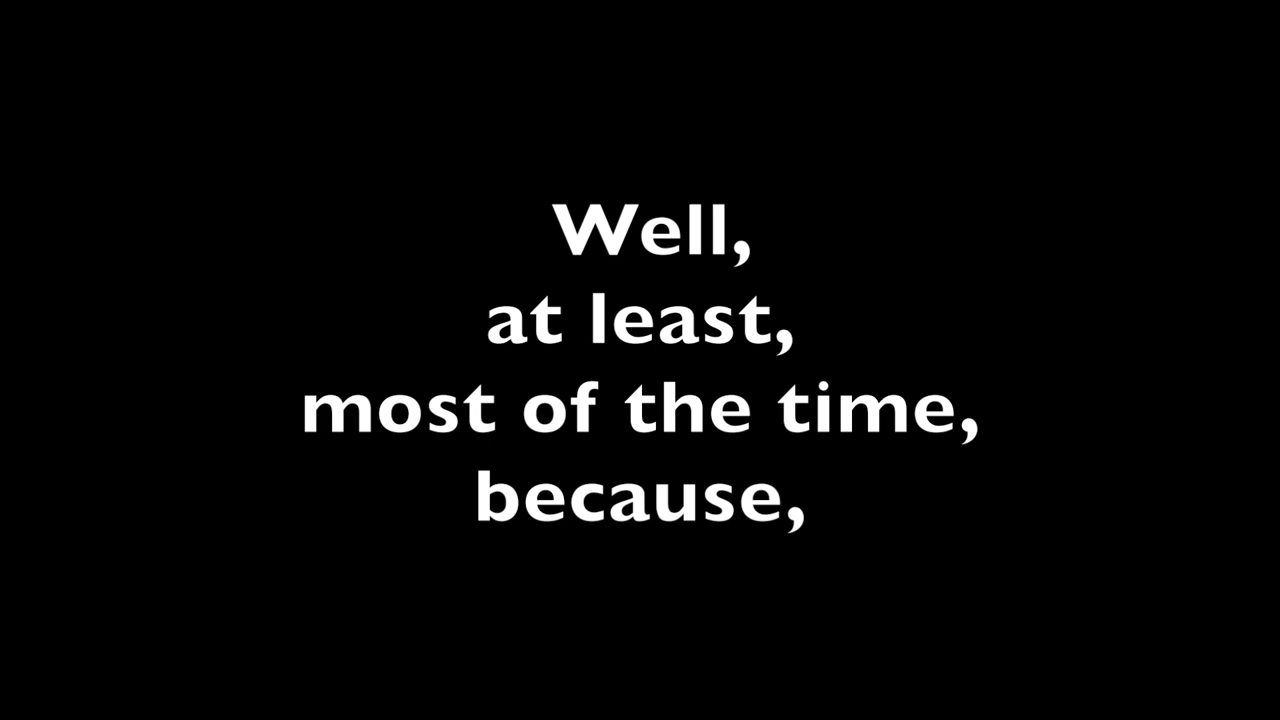 Well,
at least,
most of the time,
because,